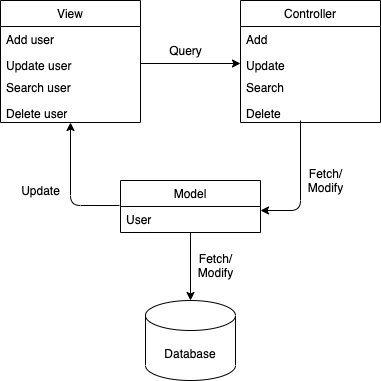 View
Add user
Update user
Search user
Delete user
Query
Controller
Add
Update
Search
Delete
Fetch/
Modify
Update
Model
User
Fetch/
Modify
Database